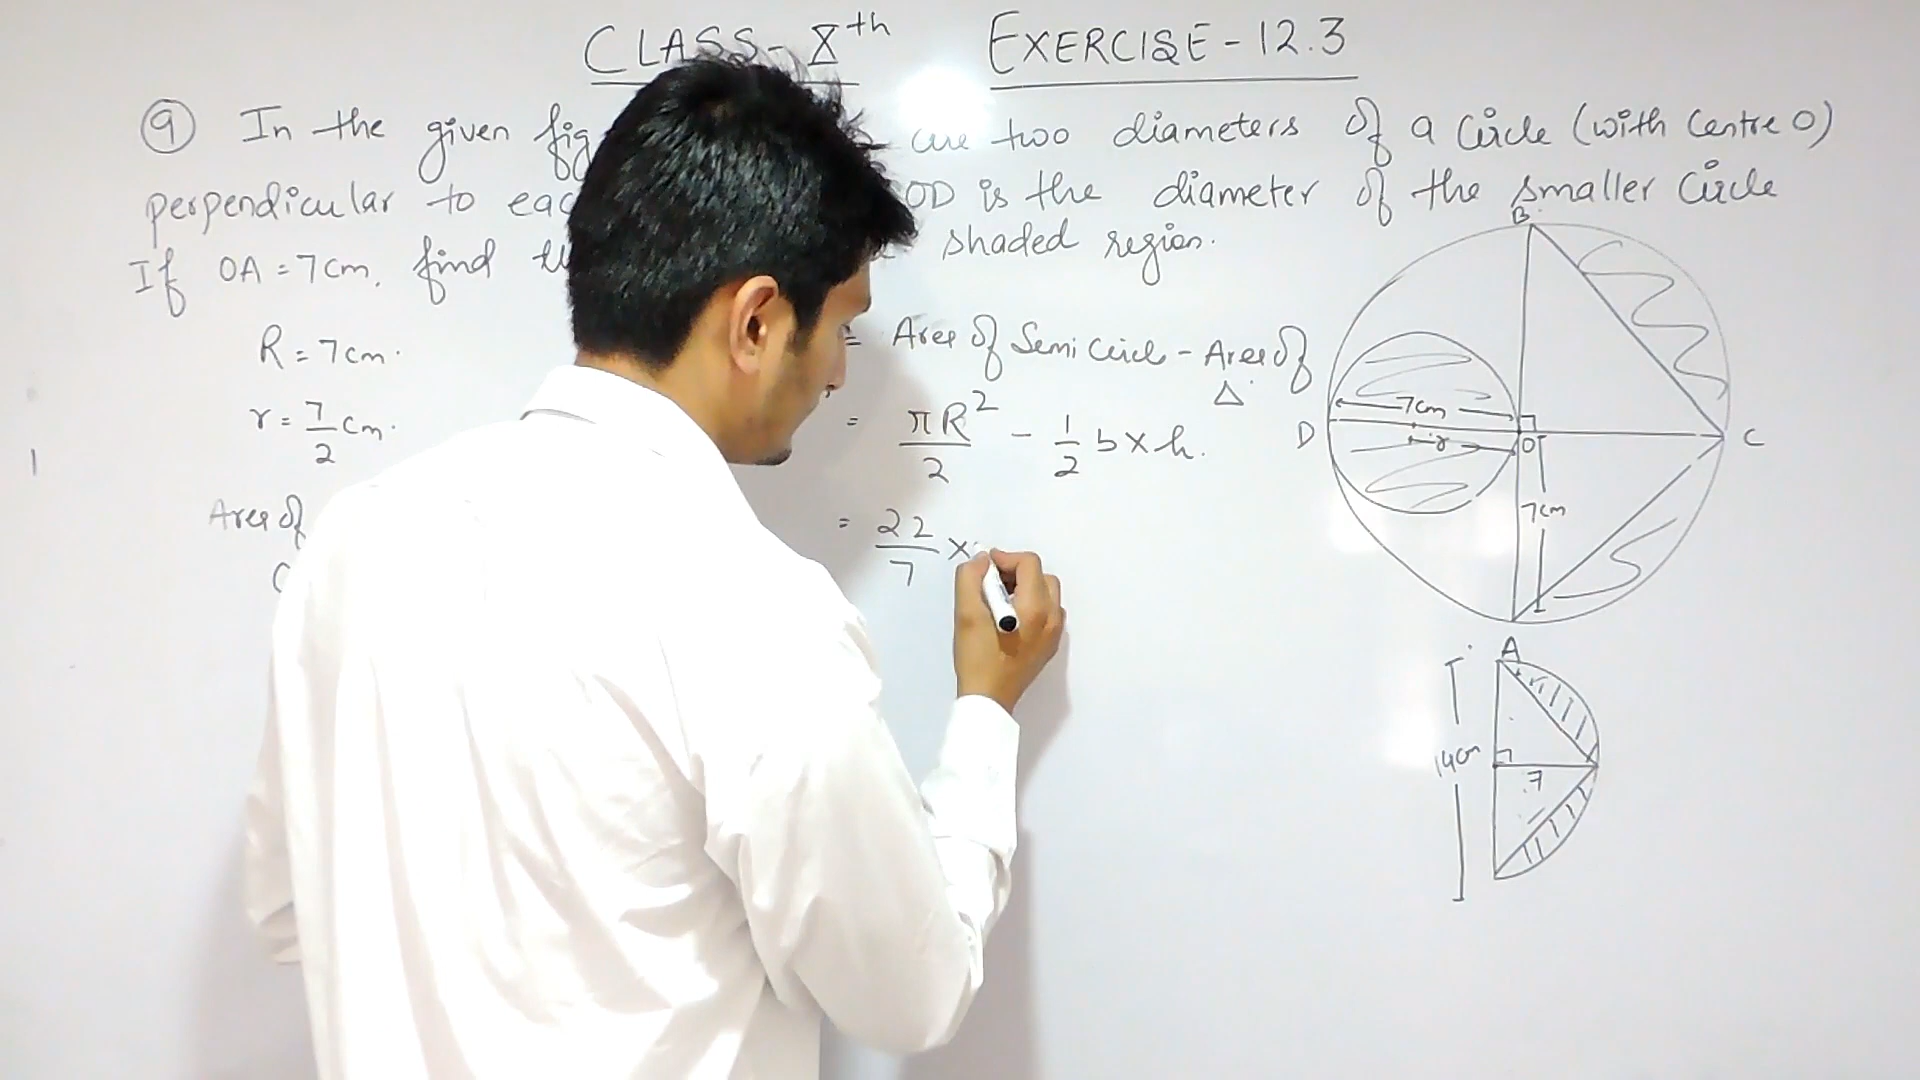 CLASS- Xth EXERCISE-12.3
9 In the given fig are two diameters of a Circle (with Centre O)
perpendicular to eac OD is the diameter of the smaller Circle
If OA = 7cm. find shaded region.
R = 7cm.
r = 7/2 cm.
Area of
= Area of Semi Circle - Area of
Δ
= πR²/2 - 1/2 b x h.
= 22/7 x
B
7cm
D
r
O
C
7cm
A
14cm
7